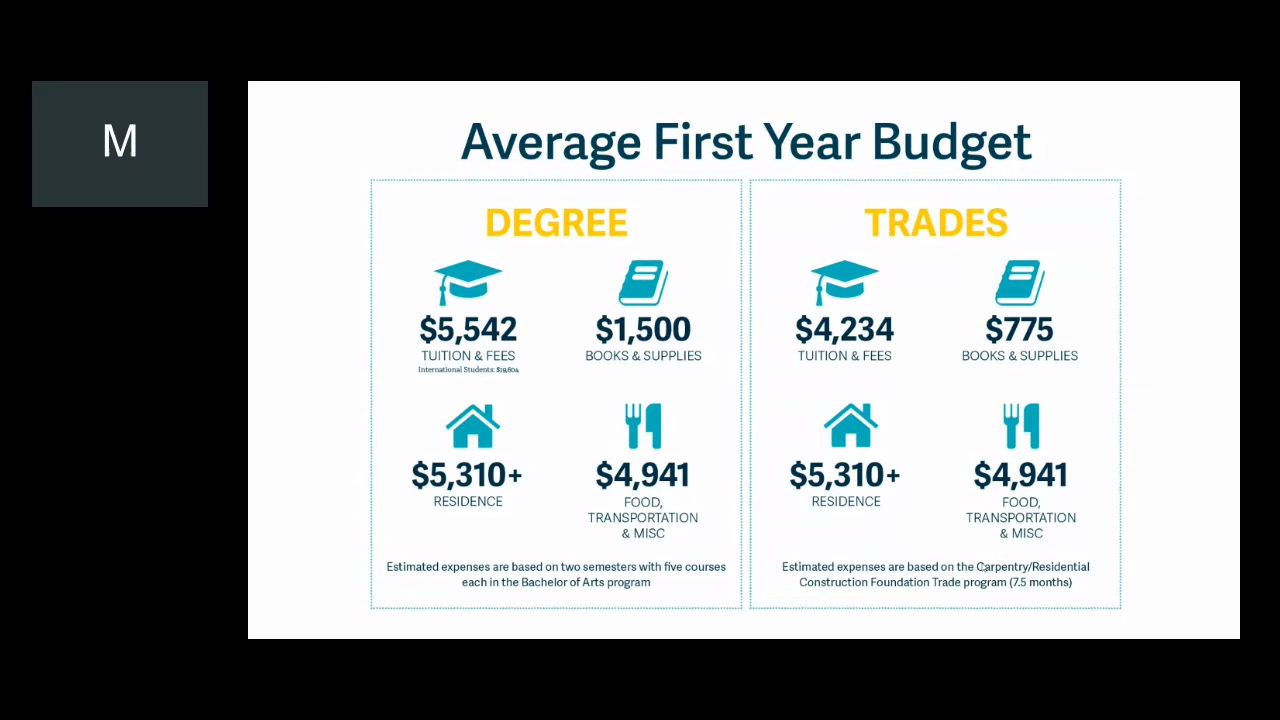 M
Average First Year Budget
DEGREE
$5,542
TUITION & FEES
International Students: $19,604
$1,500
BOOKS & SUPPLIES
$5,310+
RESIDENCE
$4,941
FOOD,
TRANSPORTATION
& MISC
Estimated expenses are based on two semesters with five courses
each in the Bachelor of Arts program
TRADES
$4,234
TUITION & FEES
$775
BOOKS & SUPPLIES
$5,310+
RESIDENCE
$4,941
FOOD,
TRANSPORTATION
& MISC
Estimated expenses are based on the Carpentry/Residential
Construction Foundation Trade program (7.5 months)